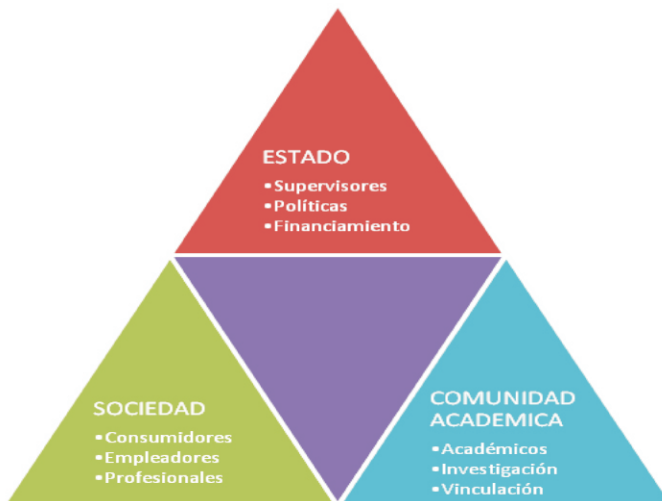 ESTADO
•Supervisores
•Políticas
•Financiamiento
SOCIEDAD
•Consumidores
•Empleadores
•Profesionales
COMUNIDAD
ACADEMICA
•Académicos
•Investigación
•Vinculación